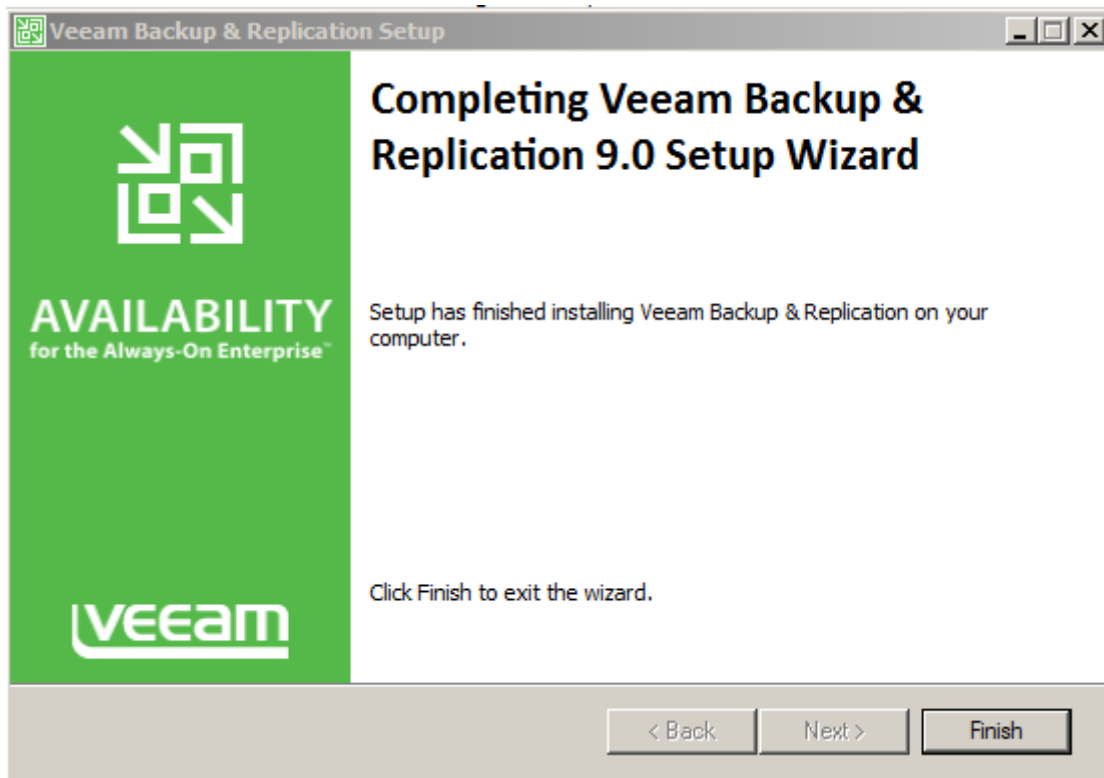 Veeam Backup & Replication Setup
Completing Veeam Backup &
Replication 9.0 Setup Wizard
AVAILABILITY
for the Always-On Enterprise™
Setup has finished installing Veeam Backup & Replication on your
computer.
Click Finish to exit the wizard.
veeam
< Back
Next >
Finish